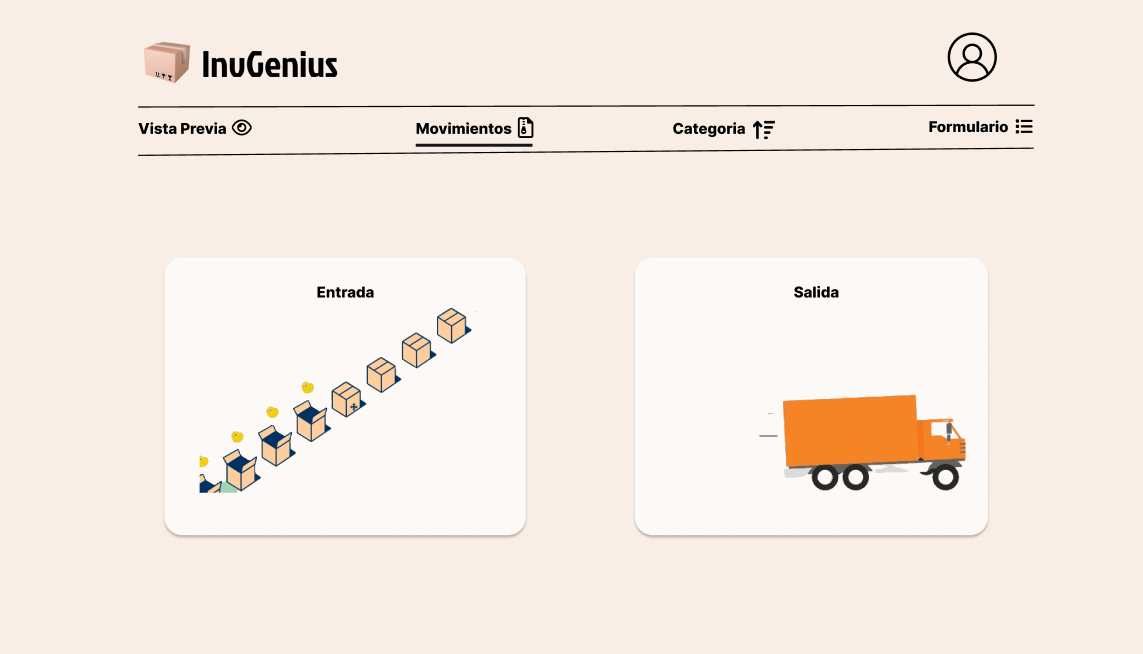 InvGenius
Vista Previa
Movimientos
Categoria
Formulario
Entrada
Salida